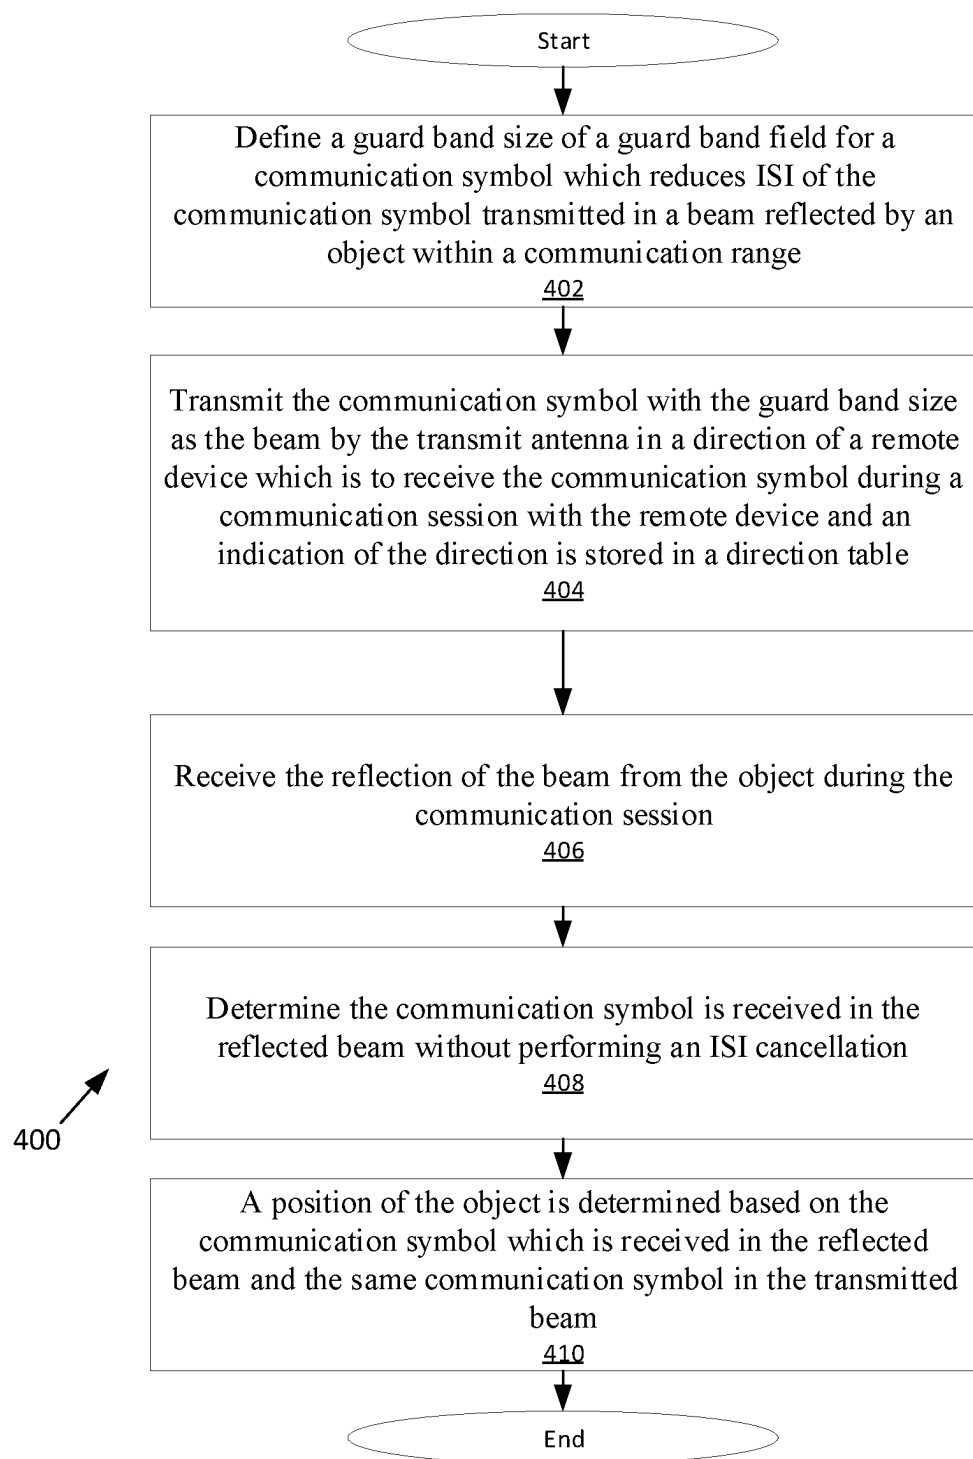 Start
Define a guard band size of a guard band field for a
communication symbol which reduces ISI of the
communication symbol transmitted in a beam reflected by an
object within a communication range
402
Transmit the communication symbol with the guard band size
as the beam by the transmit antenna in a direction of a remote
device which is to receive the communication symbol during a
communication session with the remote device and an
indication of the direction is stored in a direction table
404
Receive the reflection of the beam from the object during the
communication session
406
Determine the communication symbol is received in the
reflected beam without performing an ISI cancellation
408
400
A position of the object is determined based on the
communication symbol which is received in the reflected
beam and the same communication symbol in the transmitted
beam
410
End